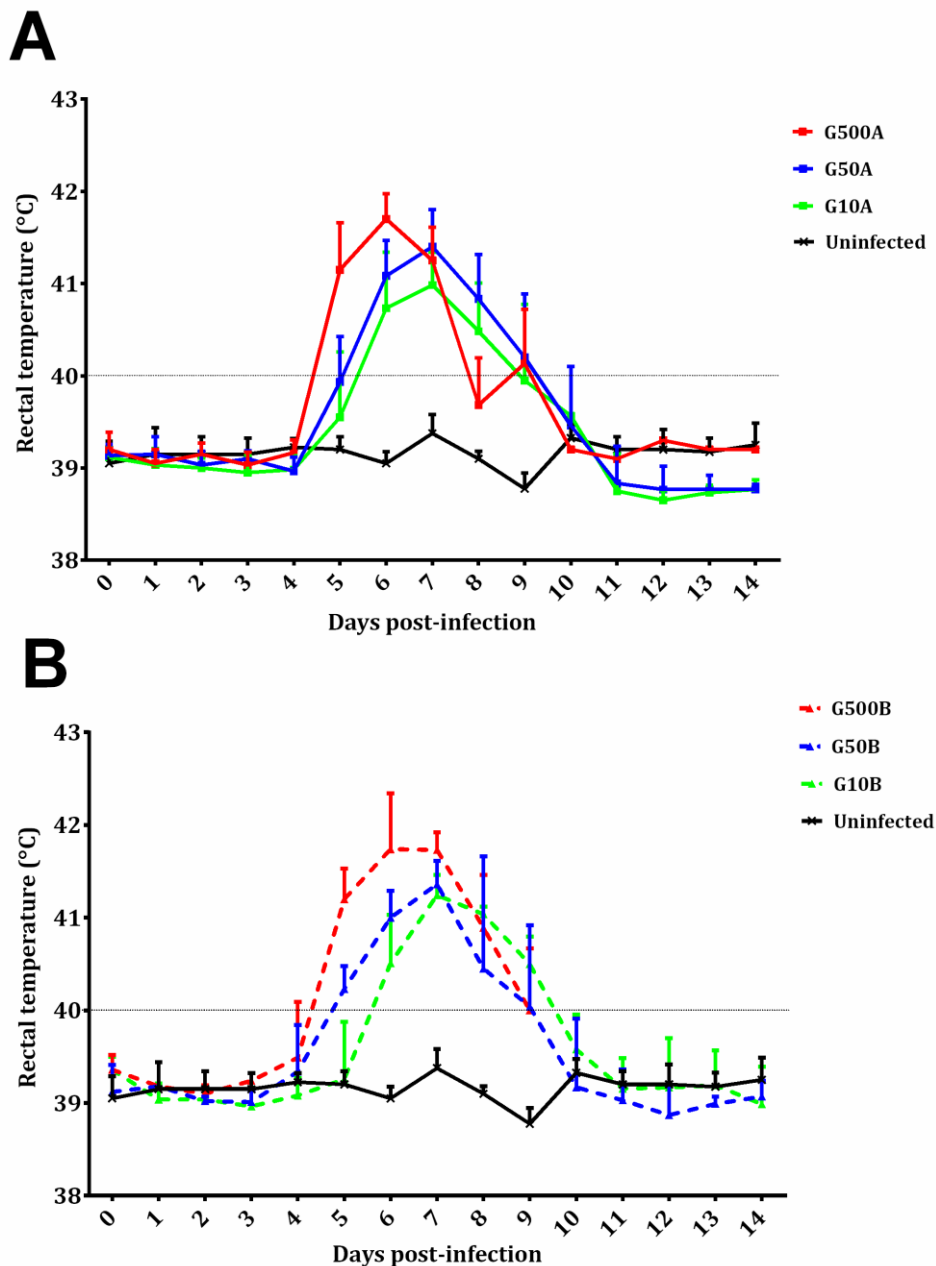 A
43
42
41
40
39
38
Rectal temperature (°C)
0 1 2 3 4 5 6 7 8 9 10 11 12 13 14
Days post-infection
G500A
G50A
G10A
Uninfected
B
43
42
41
40
39
38
Rectal temperature (°C)
0 1 2 3 4 5 6 7 8 9 10 11 12 13 14
Days post-infection
G500B
G50B
G10B
Uninfected